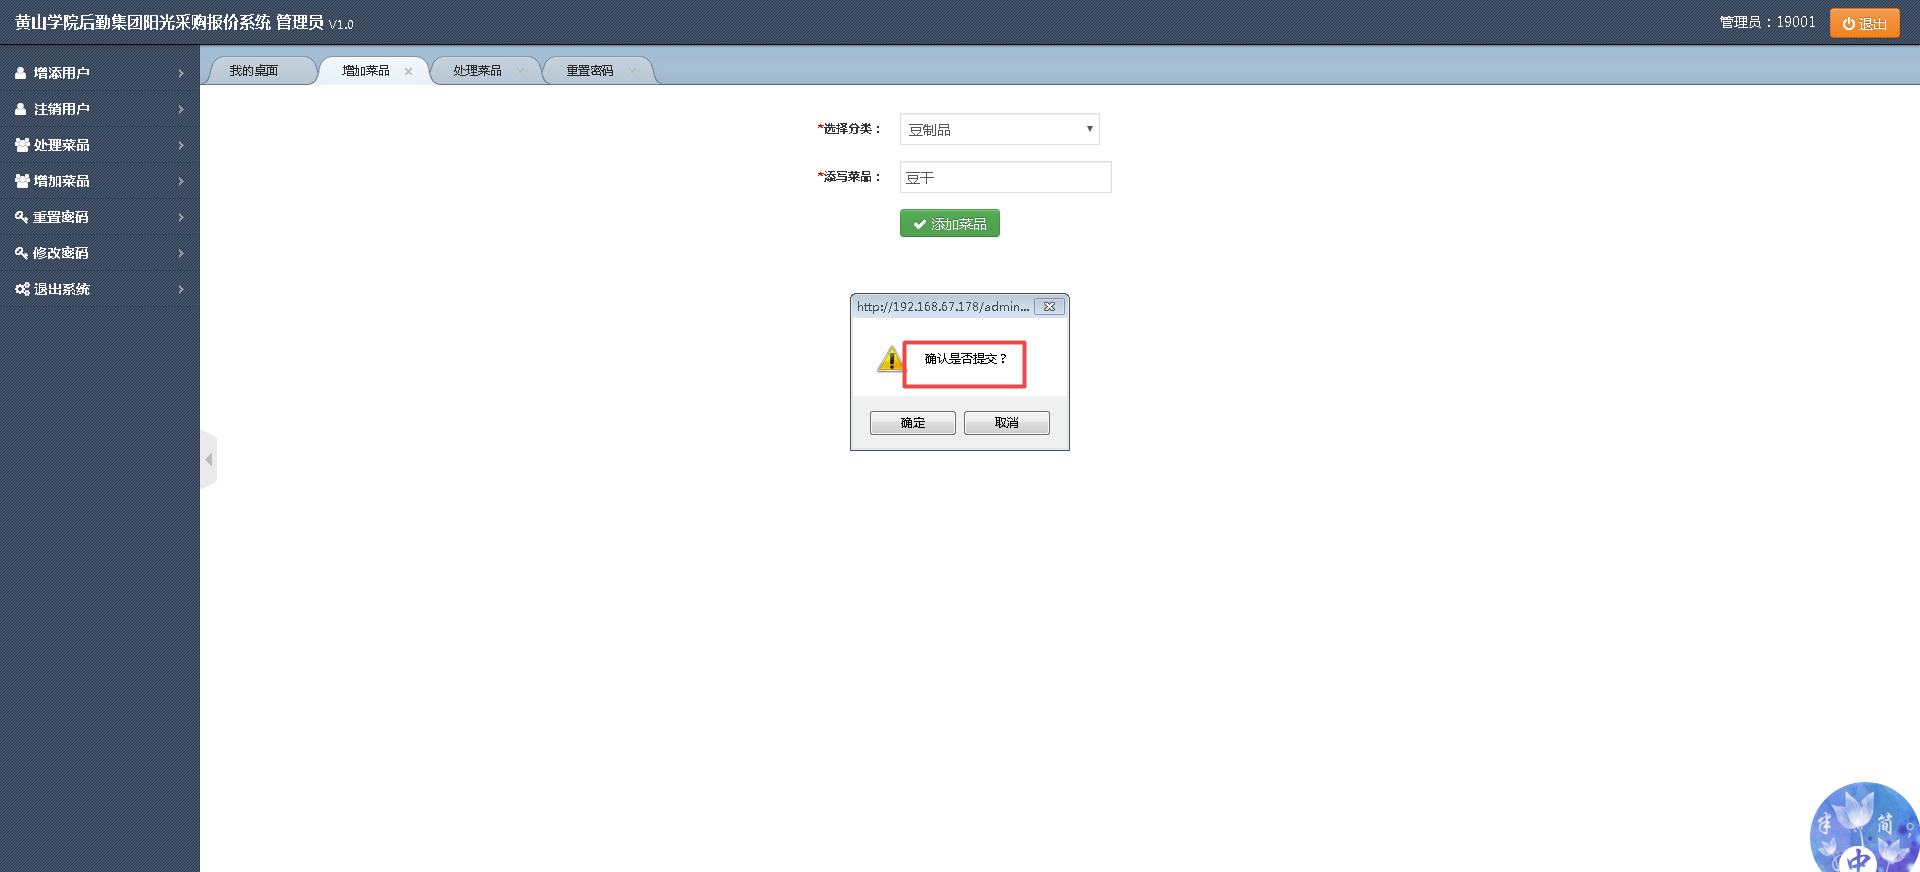 黄山学院后勤集团阳光采购报价系统 管理员 V1.0
管理员：19001
退出
增添用户
注销用户
处理菜品
增加菜品
重置密码
修改密码
退出系统
我的桌面
增加菜品
处理菜品
重置密码
*选择分类：
豆制品
*添写菜品：
豆干
添加菜品
http://192.168.67.178/admin...
确认是否提交？
确定
取消
半
简
中